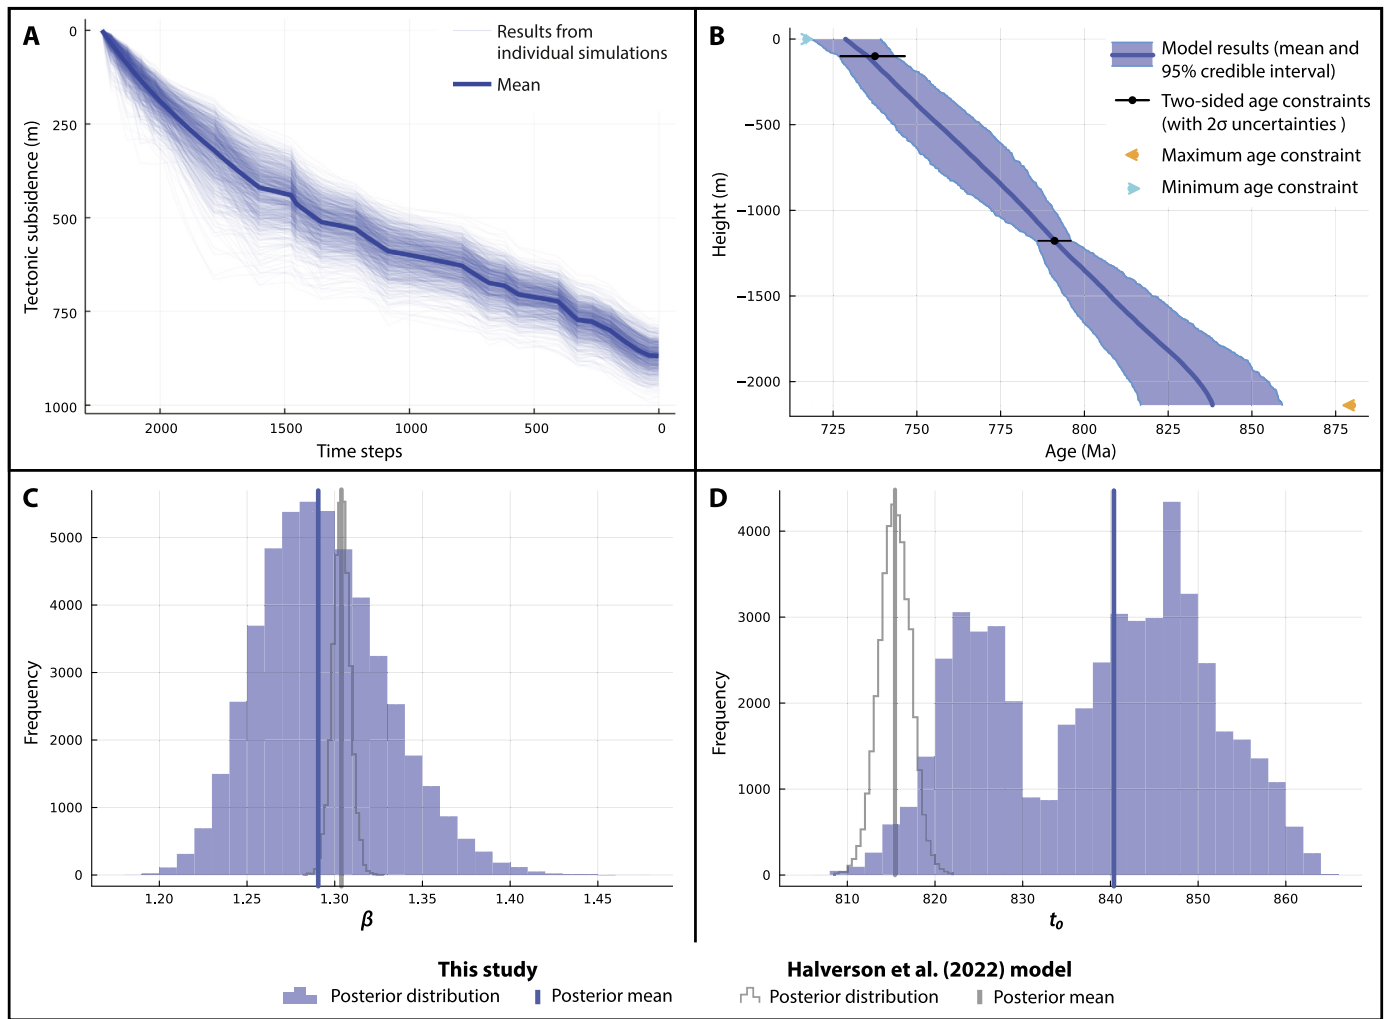 A
Results from
individual simulations
Mean
0
250
500
750
1000
Tectonic subsidence (m)
2000
1500
1000
500
0
Time steps
B
Model results (mean and
95% credible interval)
Two-sided age constraints
(with 2σ uncertainties )
Maximum age constraint
Minimum age constraint
0
−500
−1000
−1500
−2000
Height (m)
725
750
775
800
825
850
875
Age (Ma)
C
5000
4000
3000
2000
1000
0
Frequency
1.20
1.25
1.30
1.35
1.40
1.45
β
D
4000
3000
2000
1000
0
Frequency
810
820
830
840
850
860
t₀
This study
Posterior distribution
Posterior mean
Halverson et al. (2022) model
Posterior distribution
Posterior mean